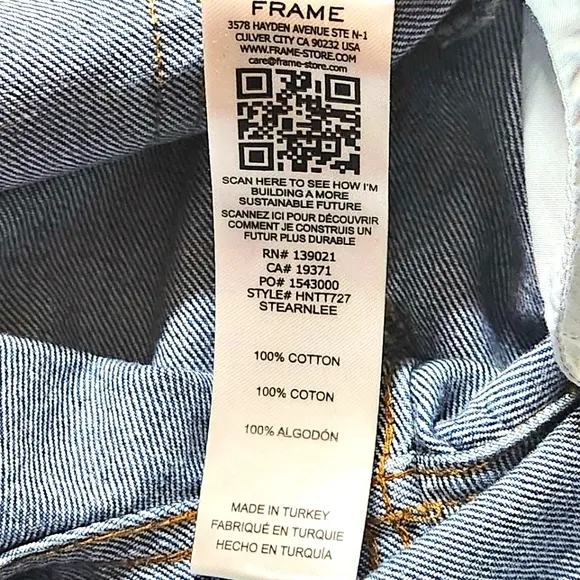 FRAME
3578 HAYDEN AVENUE STE N-1
CULVER CITY CA 90232 USA
WWW.FRAME-STORE.COM
care@frame-store.com
SCAN HERE TO SEE HOW I'M
BUILDING A MORE
SUSTAINABLE FUTURE
SCANNEZ ICI POUR DÉCOUVRIR
COMMENT JE CONSTRUIS UN
FUTUR PLUS DURABLE
RN# 139021
CA# 19371
PO# 1543000
STYLE# HNTT727
STEARNLEE
100% COTTON
100% COTON
100% ALGODÓN
MADE IN TURKEY
FABRIQUÉ EN TURQUIE
HECHO EN TURQUÍA